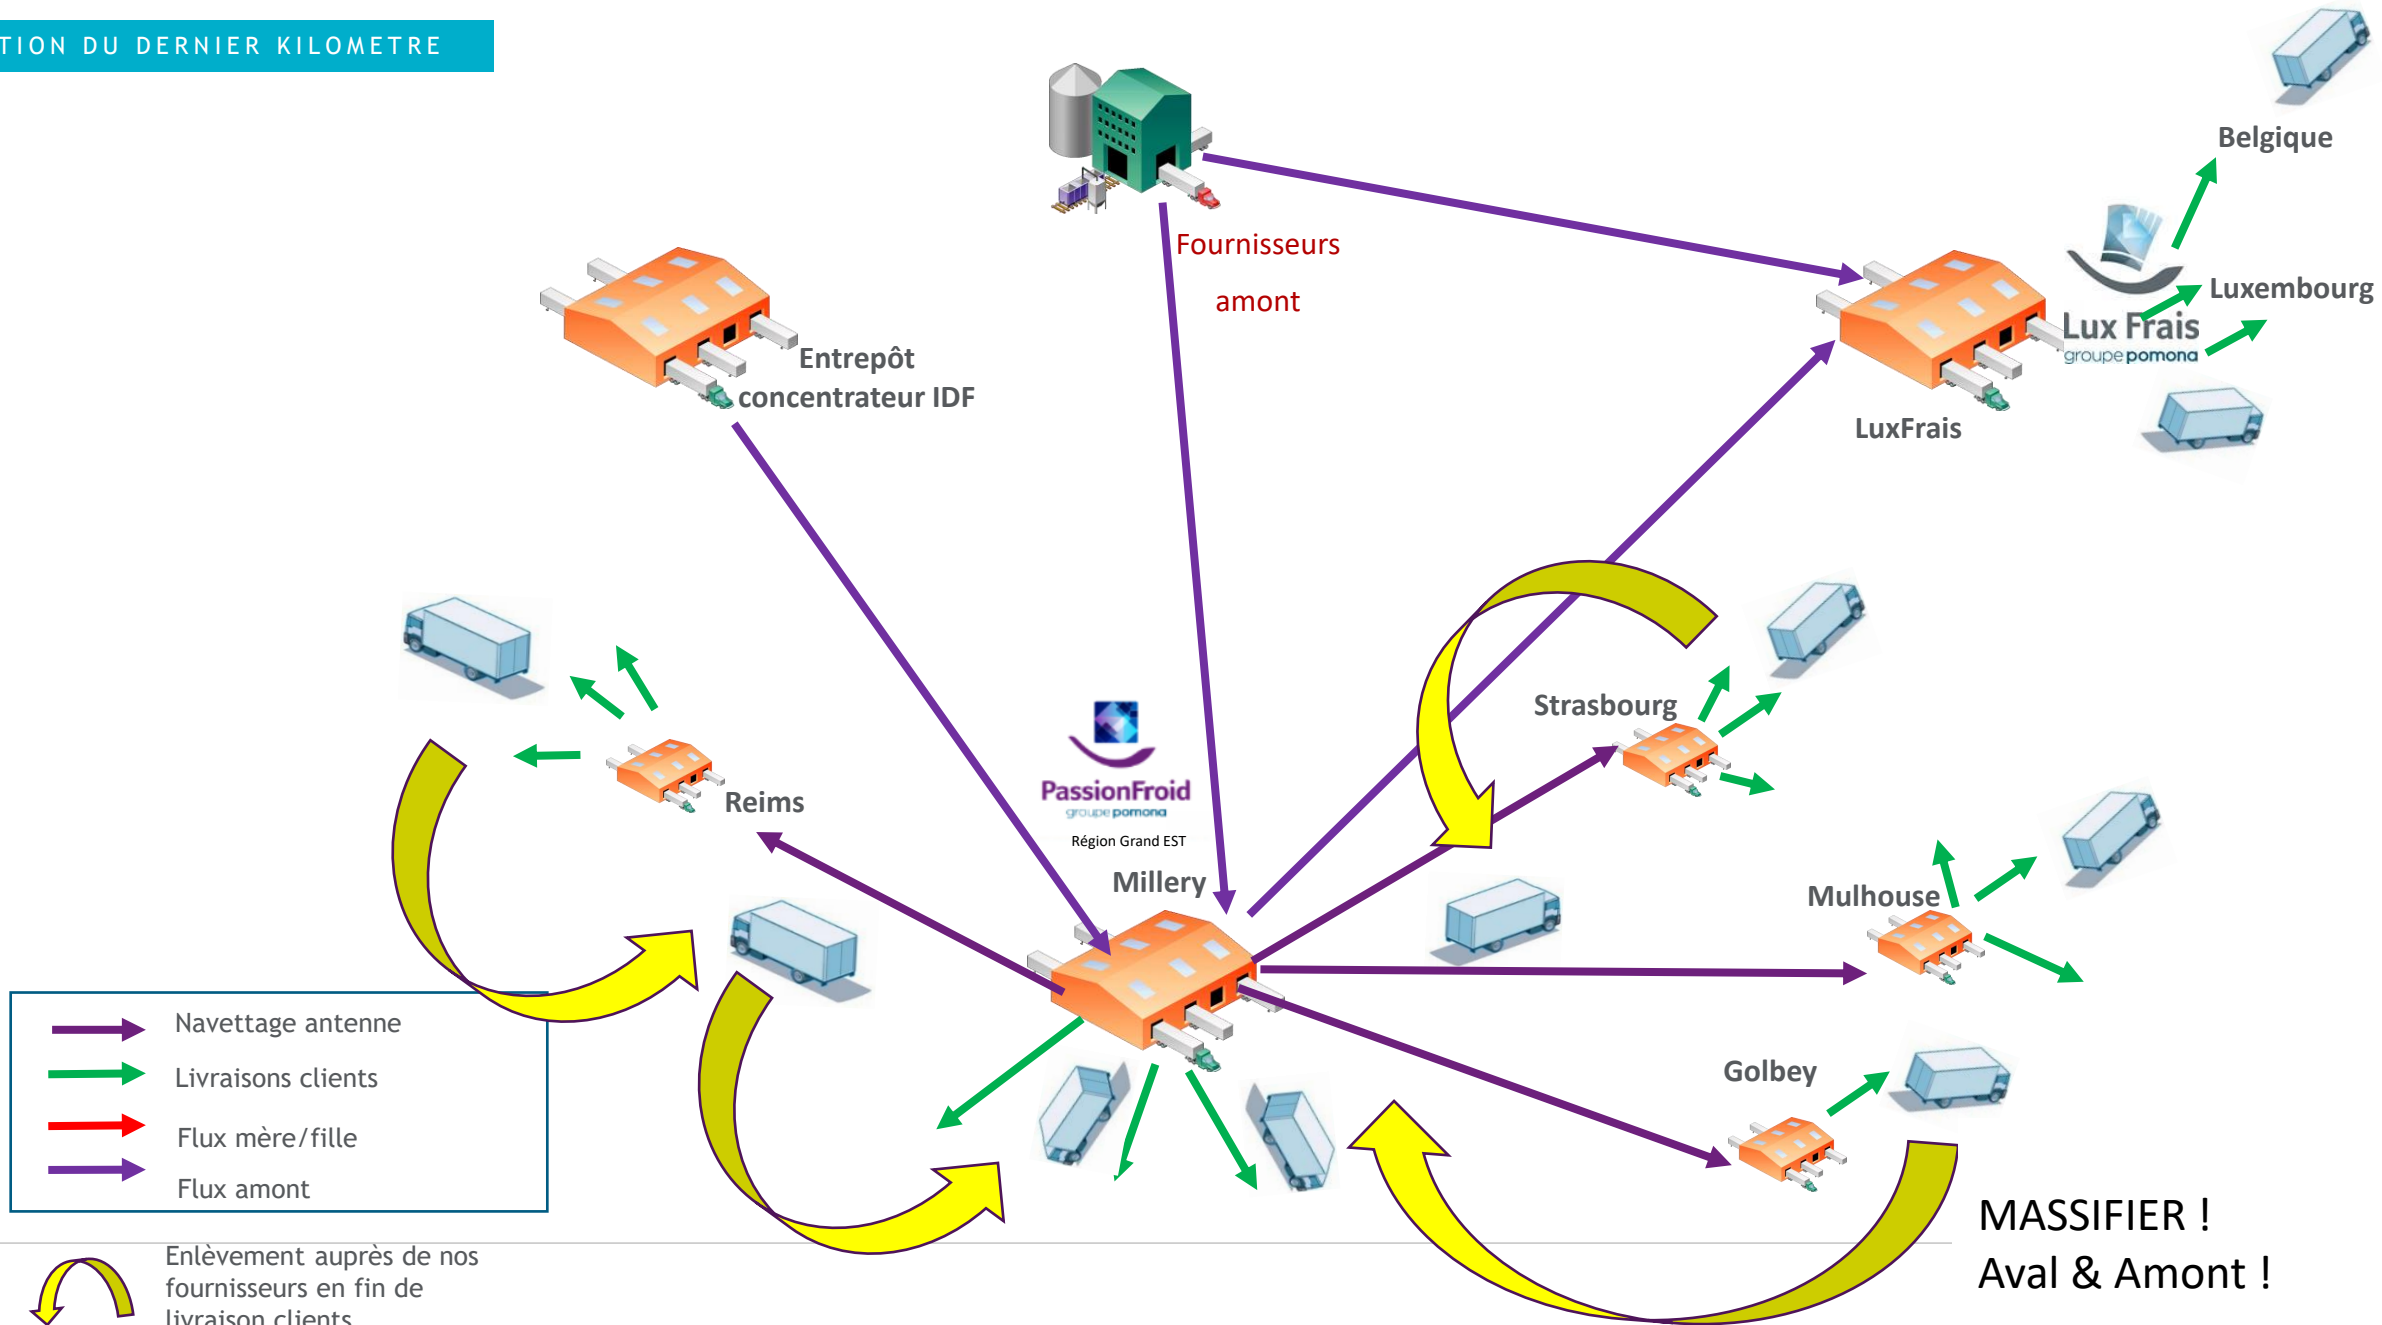 TION DU DERNIER KILOMETRE
Belgique
Fournisseurs
amont
Luxembourg
Lux Frais
groupe pomona
Entrepôt
concentrateur IDF
LuxFrais
Strasbourg
PassionFroid
groupe pomona
Région Grand EST
Reims
Millery
Mulhouse
Golbey
Navettage antenne
Livraisons clients
Flux mère/fille
Flux amont
MASSIFIER !
Aval & Amont !
Enlèvement auprès de nos
fournisseurs en fin de
livraison clients